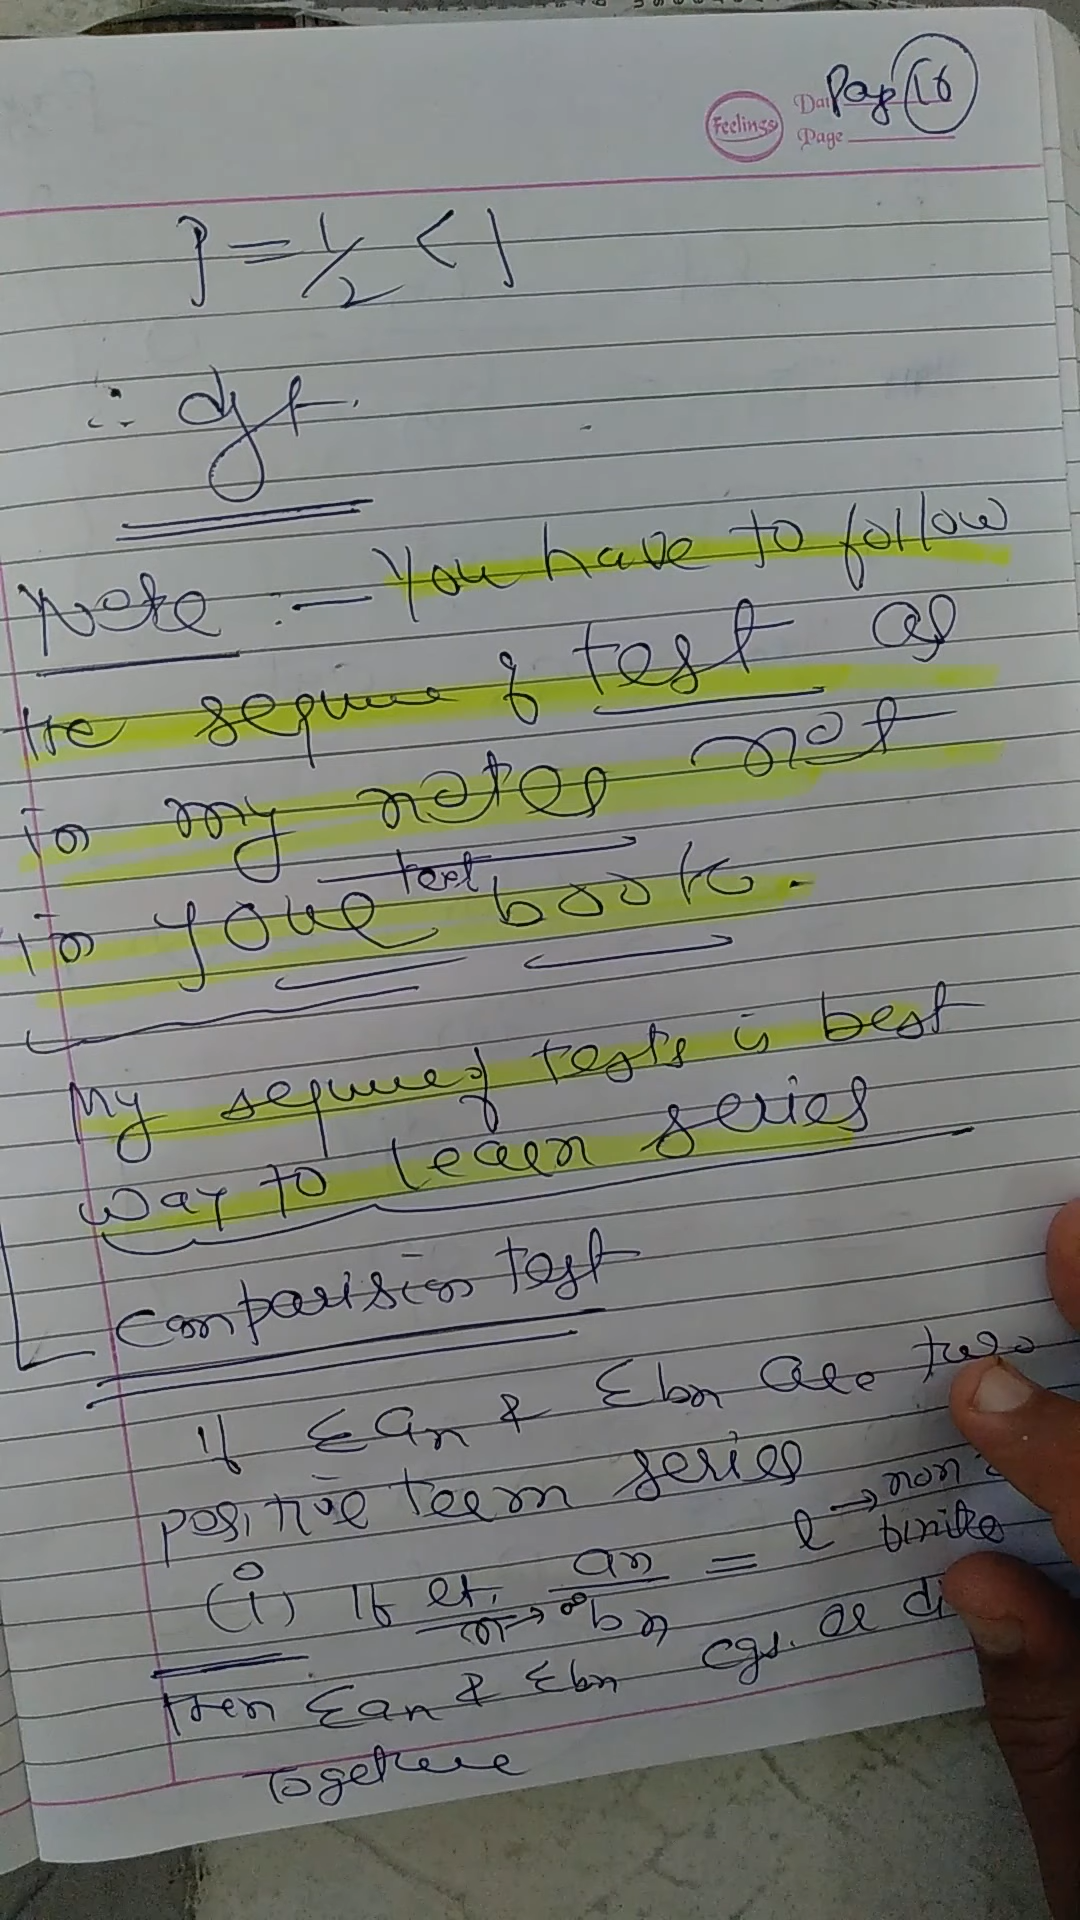 Page 16
Feelings
Page
P = 1/2 < 1
∴ dgt.
Note :- You have to follow
the sequence of test as
in my notes not
in your text book.
My sequence of tests is best
way to learn series
Comparision test
If Σan & Σbn are two
positive term series
(i) If lt. n→∞ an/bn = l → non
finite
then Σan & Σbn cgs. or d
together